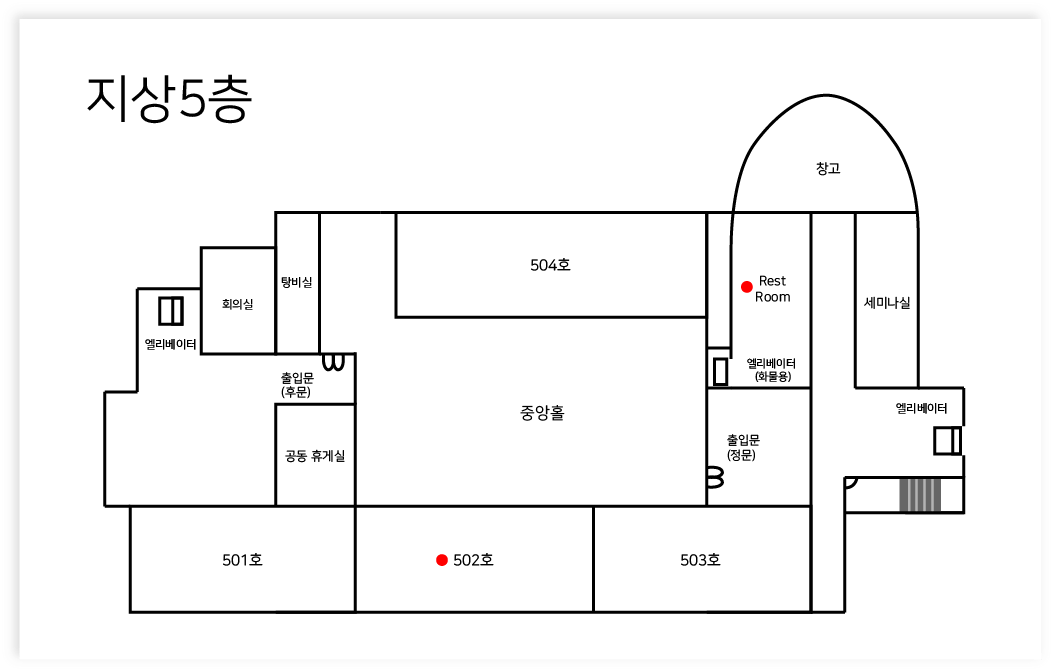 지상5층
창고
504호
탕비실
Rest
Room
회의실
세미나실
엘리베이터
엘리베이터
(화물용)
출입문
(후문)
엘리베이터
중앙홀
출입문
(정문)
공동 휴게실
501호
502호
503호